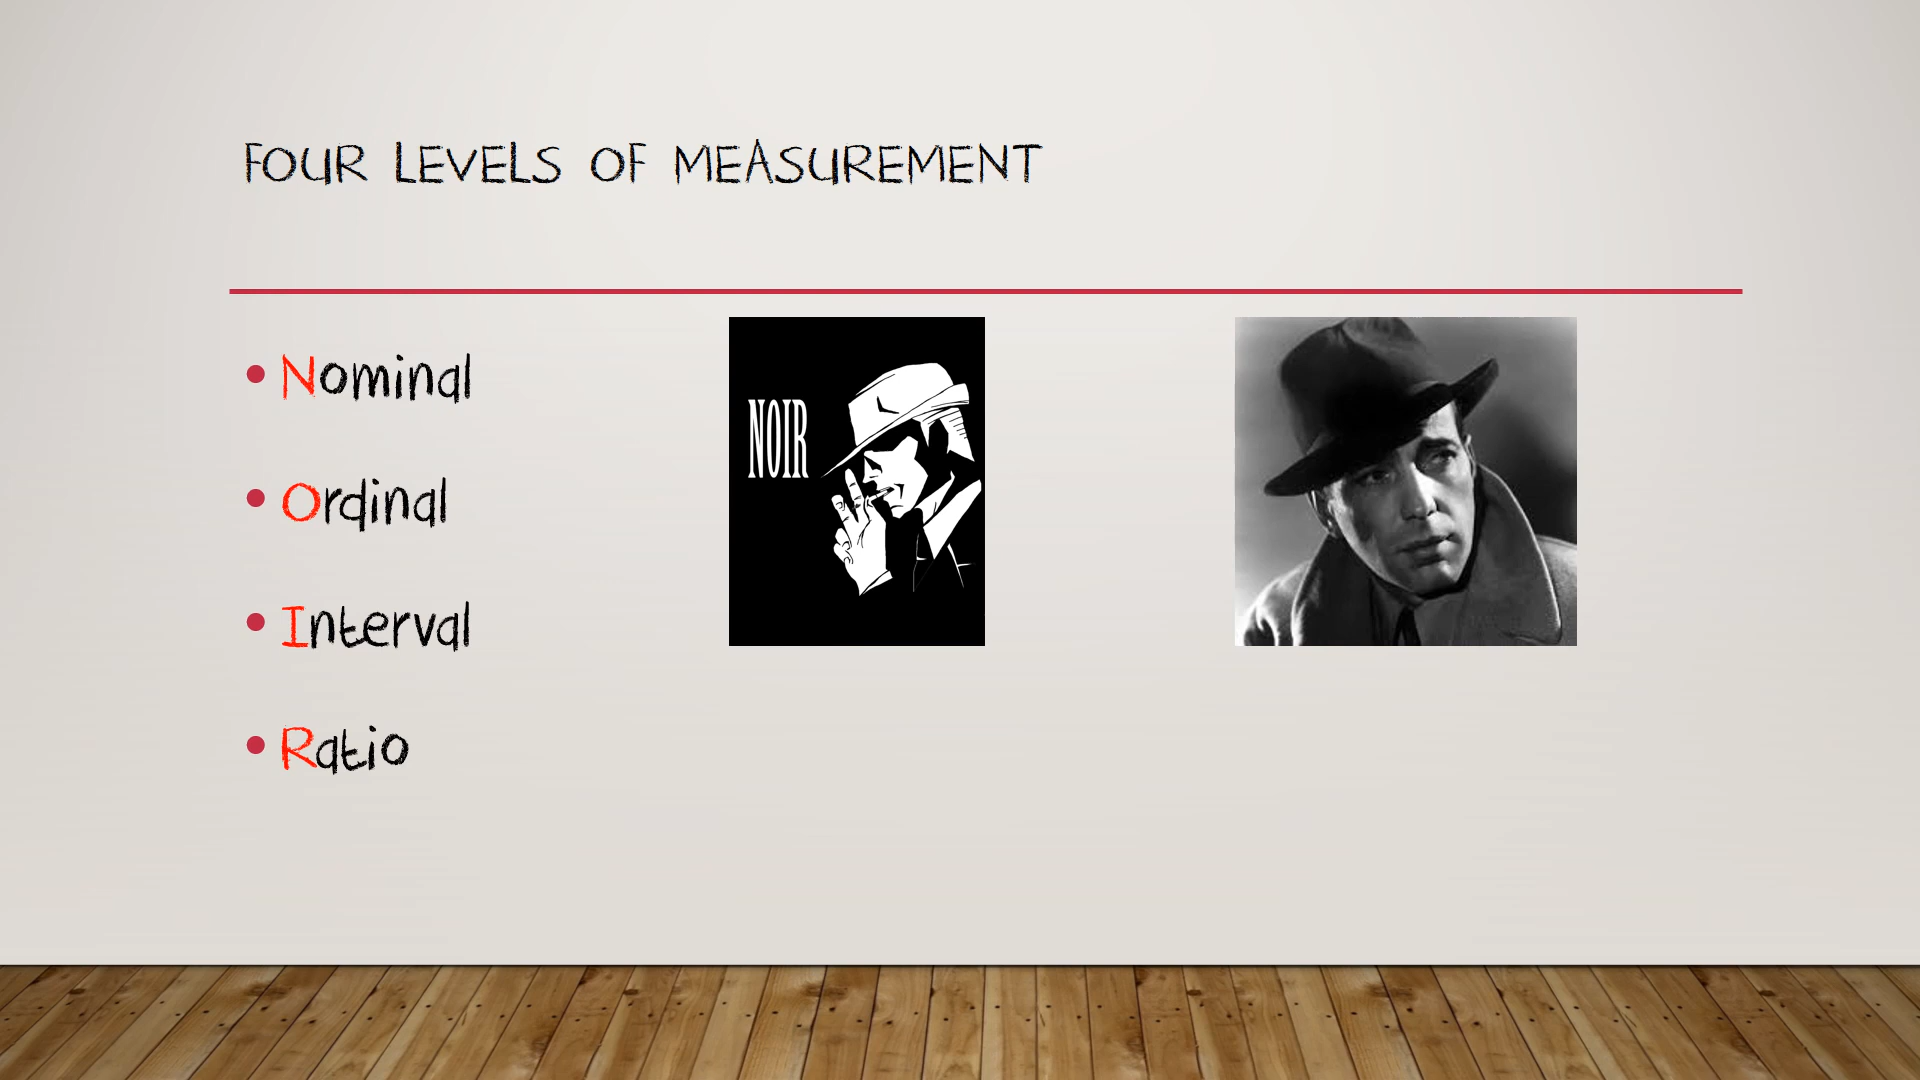 FOUR LEVELS OF MEASUREMENT
• Nominal
• Ordinal
• Interval
• Ratio
NOIR